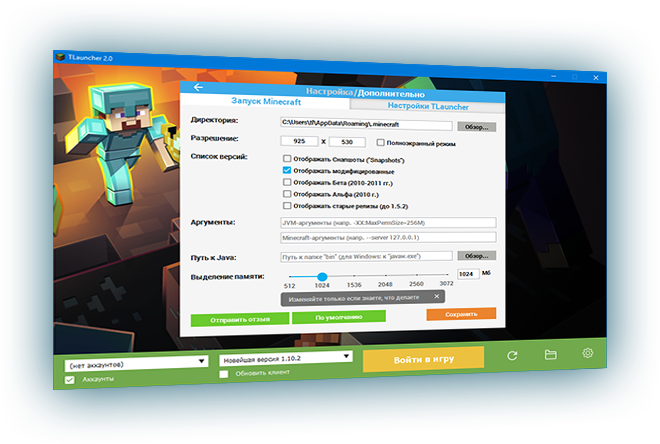 TLauncher 2.0
Настройка/Дополнительно
Запуск Minecraft
Настройки TLauncher
Директория:
C:\Users\tl\AppData\Roaming\.minecraft
Обзор...
Разрешение:
925 x 530
Полноэкранный режим
Список версий:
Отображать Снапшоты ("Snapshots")
Отображать модифицированные
Отображать Бета (2010-2011 гг.)
Отображать Альфа (2010 г.)
Отображать старые релизы (до 1.5.2)
Аргументы:
JVM-аргументы (напр. -XX:MaxPermSize=256M)
Minecraft-аргументы (напр. --server 127.0.0.1)
Путь к Java:
Путь к папке "bin" (для Windows: к "javaw.exe")
Обзор...
Выделение памяти:
512 1024 1536 2048 2560 3072
1024 Мб
Изменяйте только если знаете, что делаете
Отправить отзыв
По умолчанию
Сохранить
(нет аккаунтов)
Новейшая версия 1.10.2
Войти в игру
Аккаунты
Обновить клиент